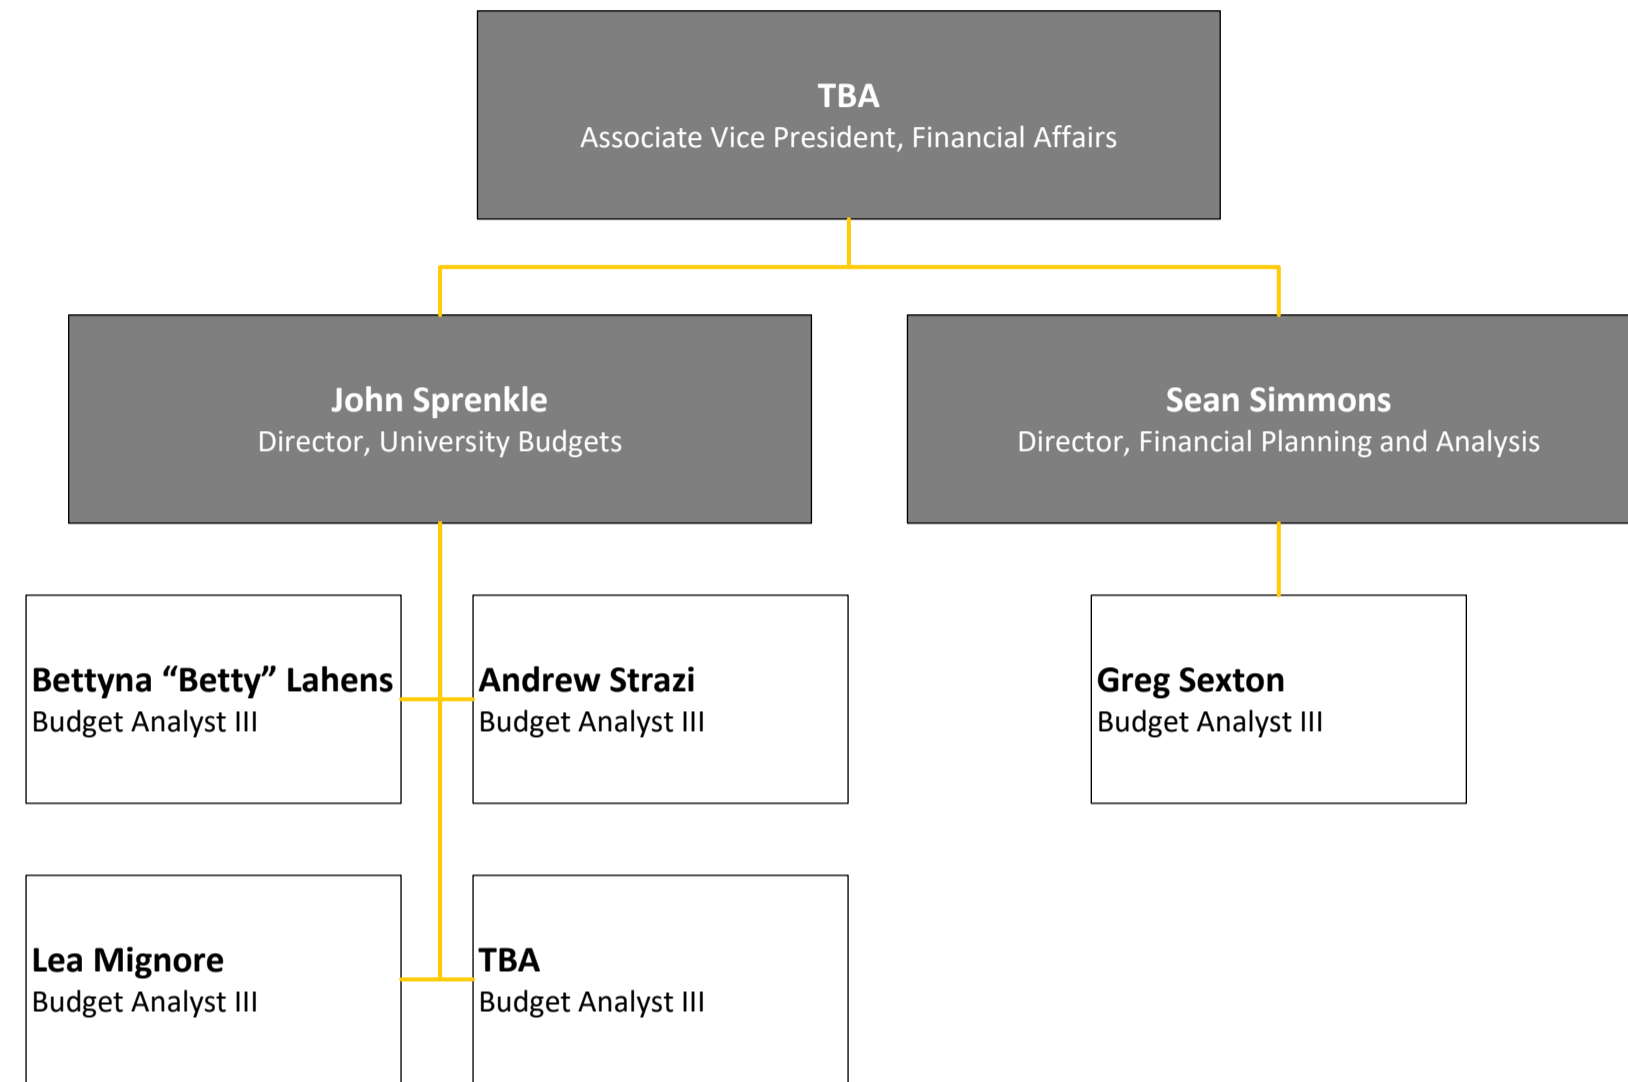 TBA
Associate Vice President, Financial Affairs
John Sprenkle
Director, University Budgets
Sean Simmons
Director, Financial Planning and Analysis
Bettyna “Betty” Lahens
Budget Analyst III
Andrew Strazi
Budget Analyst III
Greg Sexton
Budget Analyst III
Lea Mignore
Budget Analyst III
TBA
Budget Analyst III